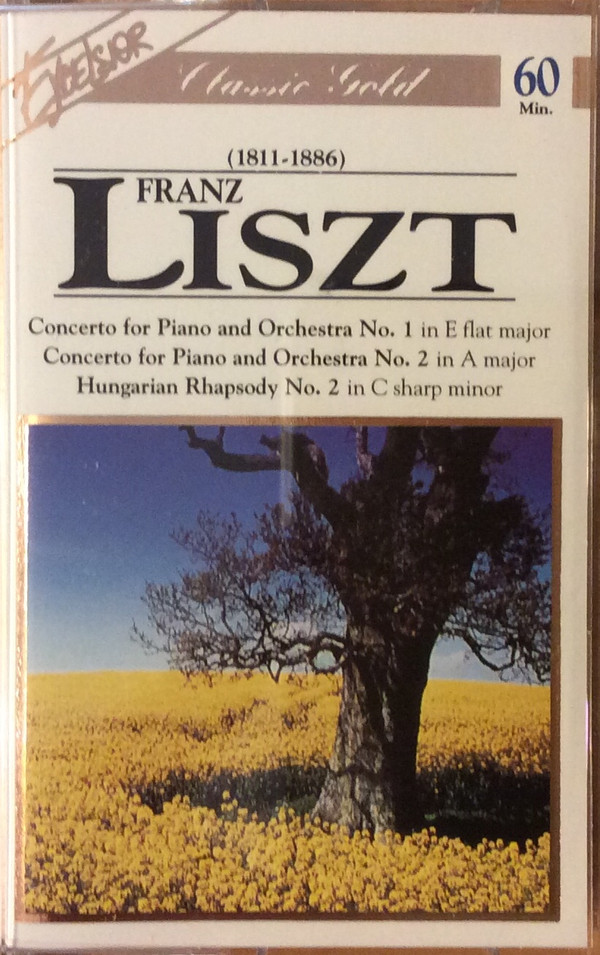 Excelsior
Classic Gold
60
Min.
(1811-1886)
FRANZ
LISZT
Concerto for Piano and Orchestra No. 1 in E flat major
Concerto for Piano and Orchestra No. 2 in A major
Hungarian Rhapsody No. 2 in C sharp minor